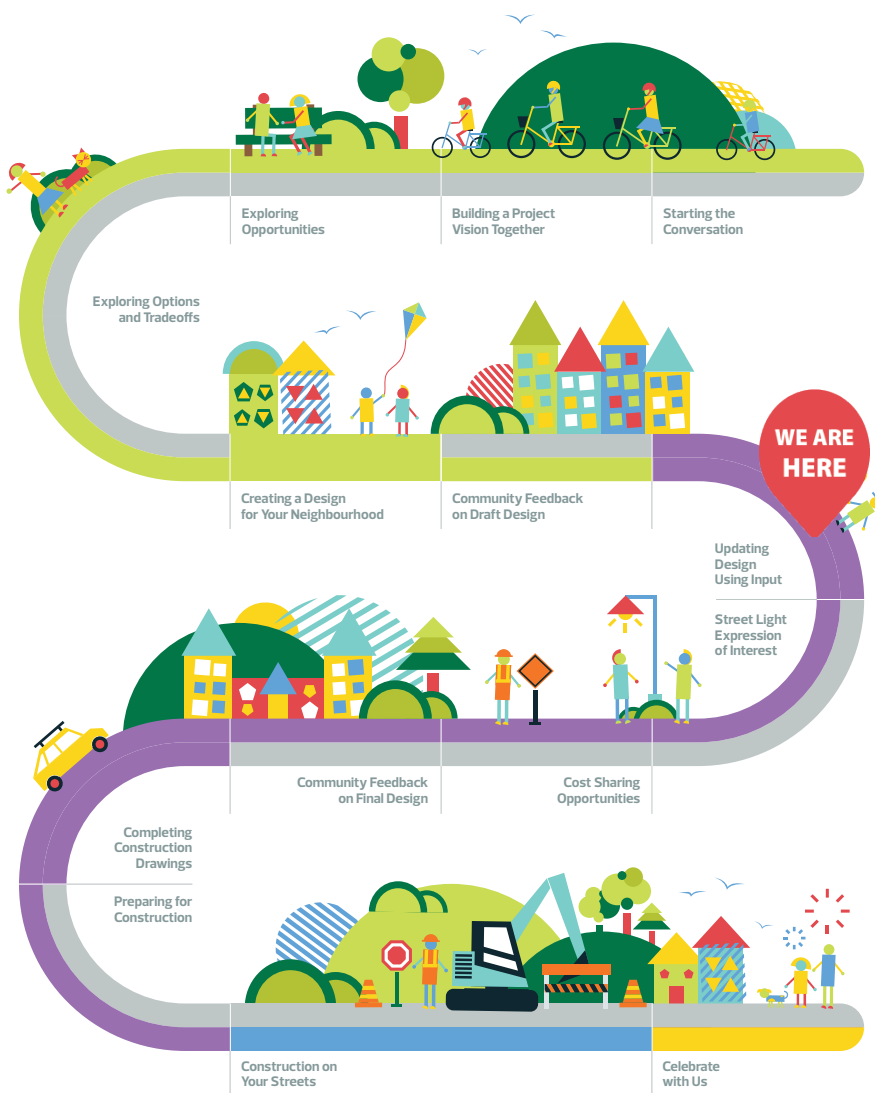 Exploring
Opportunities
Building a Project
Vision Together
Starting the
Conversation
Exploring Options
and Tradeoffs
WE ARE
HERE
Creating a Design
for Your Neighbourhood
Community Feedback
on Draft Design
Updating
Design
Using Input
Street Light
Expression
of Interest
Community Feedback
on Final Design
Cost Sharing
Opportunities
Completing
Construction
Drawings
Preparing for
Construction
Construction on
Your Streets
Celebrate
with Us